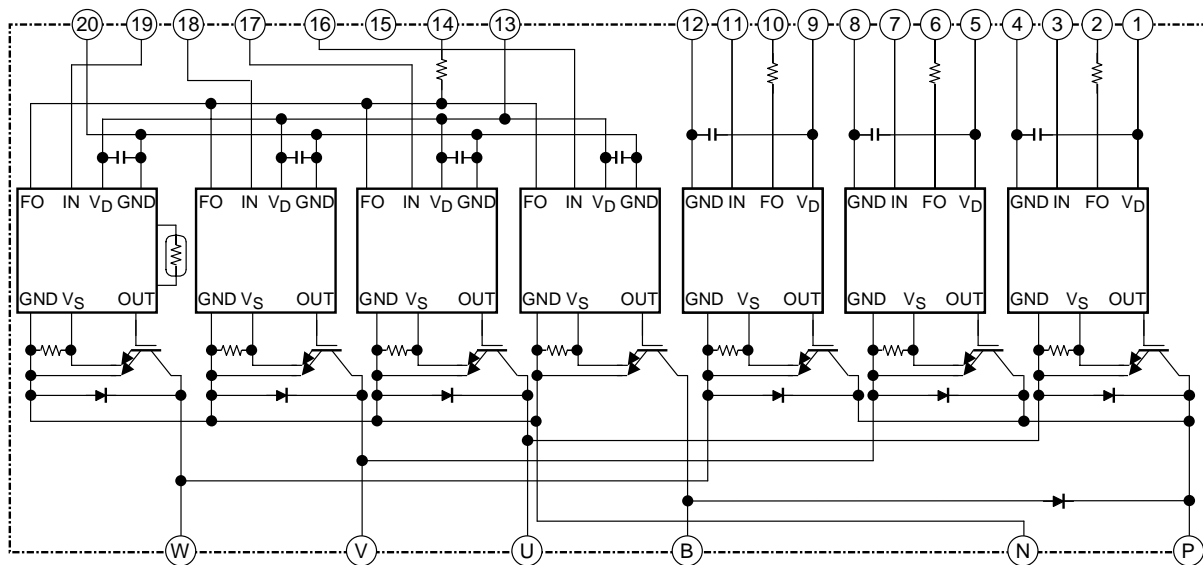 20 19 18 17 16 15 14 13 12 11 10 9 8 7 6 5 4 3 2 1
FO IN VD GND FO IN VD GND FO IN VD GND FO IN VD GND GND IN FO VD GND IN FO VD GND IN FO VD
GND VS OUT GND VS OUT GND VS OUT GND VS OUT GND VS OUT GND VS OUT GND VS OUT
W V U B N P